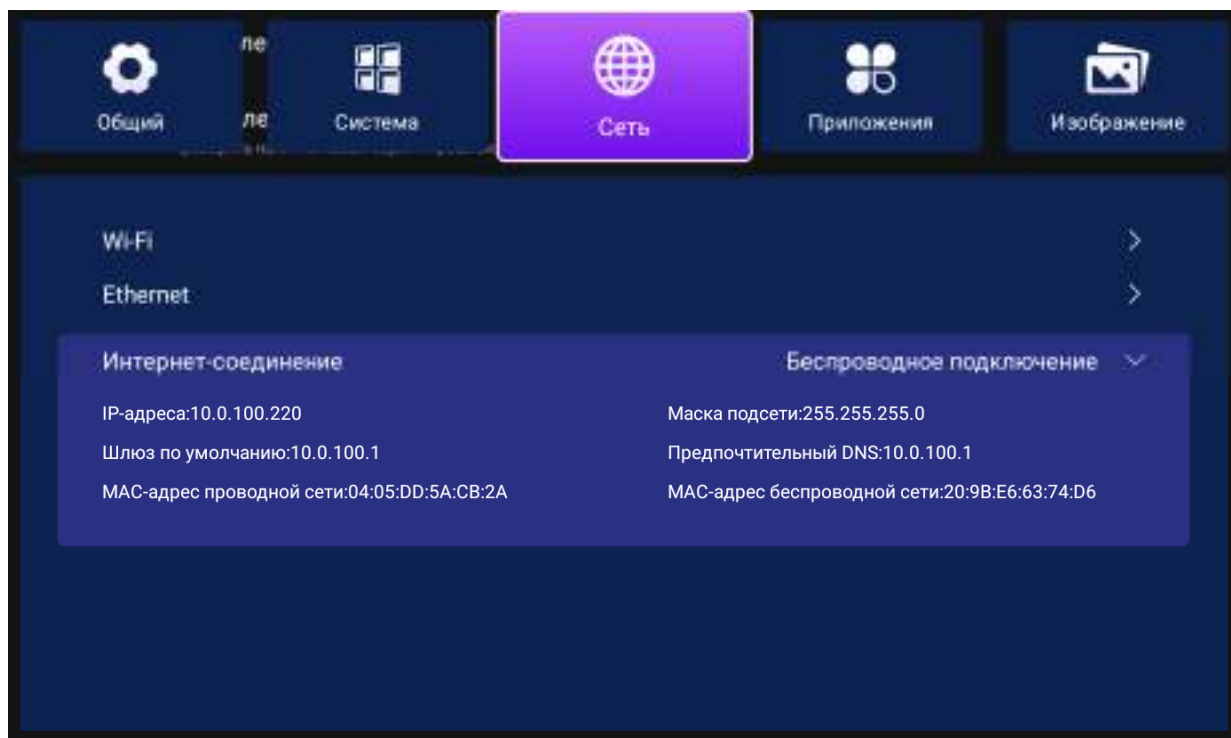 ле
ле
Общий
Система
Сеть
Приложения
Изображение
Wi-Fi
Ethernet
Интернет-соединение Беспроводное подключение
IP-адреса:10.0.100.220 Маска подсети:255.255.255.0
Шлюз по умолчанию:10.0.100.1 Предпочтительный DNS:10.0.100.1
MAC-адрес проводной сети:04:05:DD:5A:CB:2A MAC-адрес беспроводной сети:20:9B:E6:63:74:D6